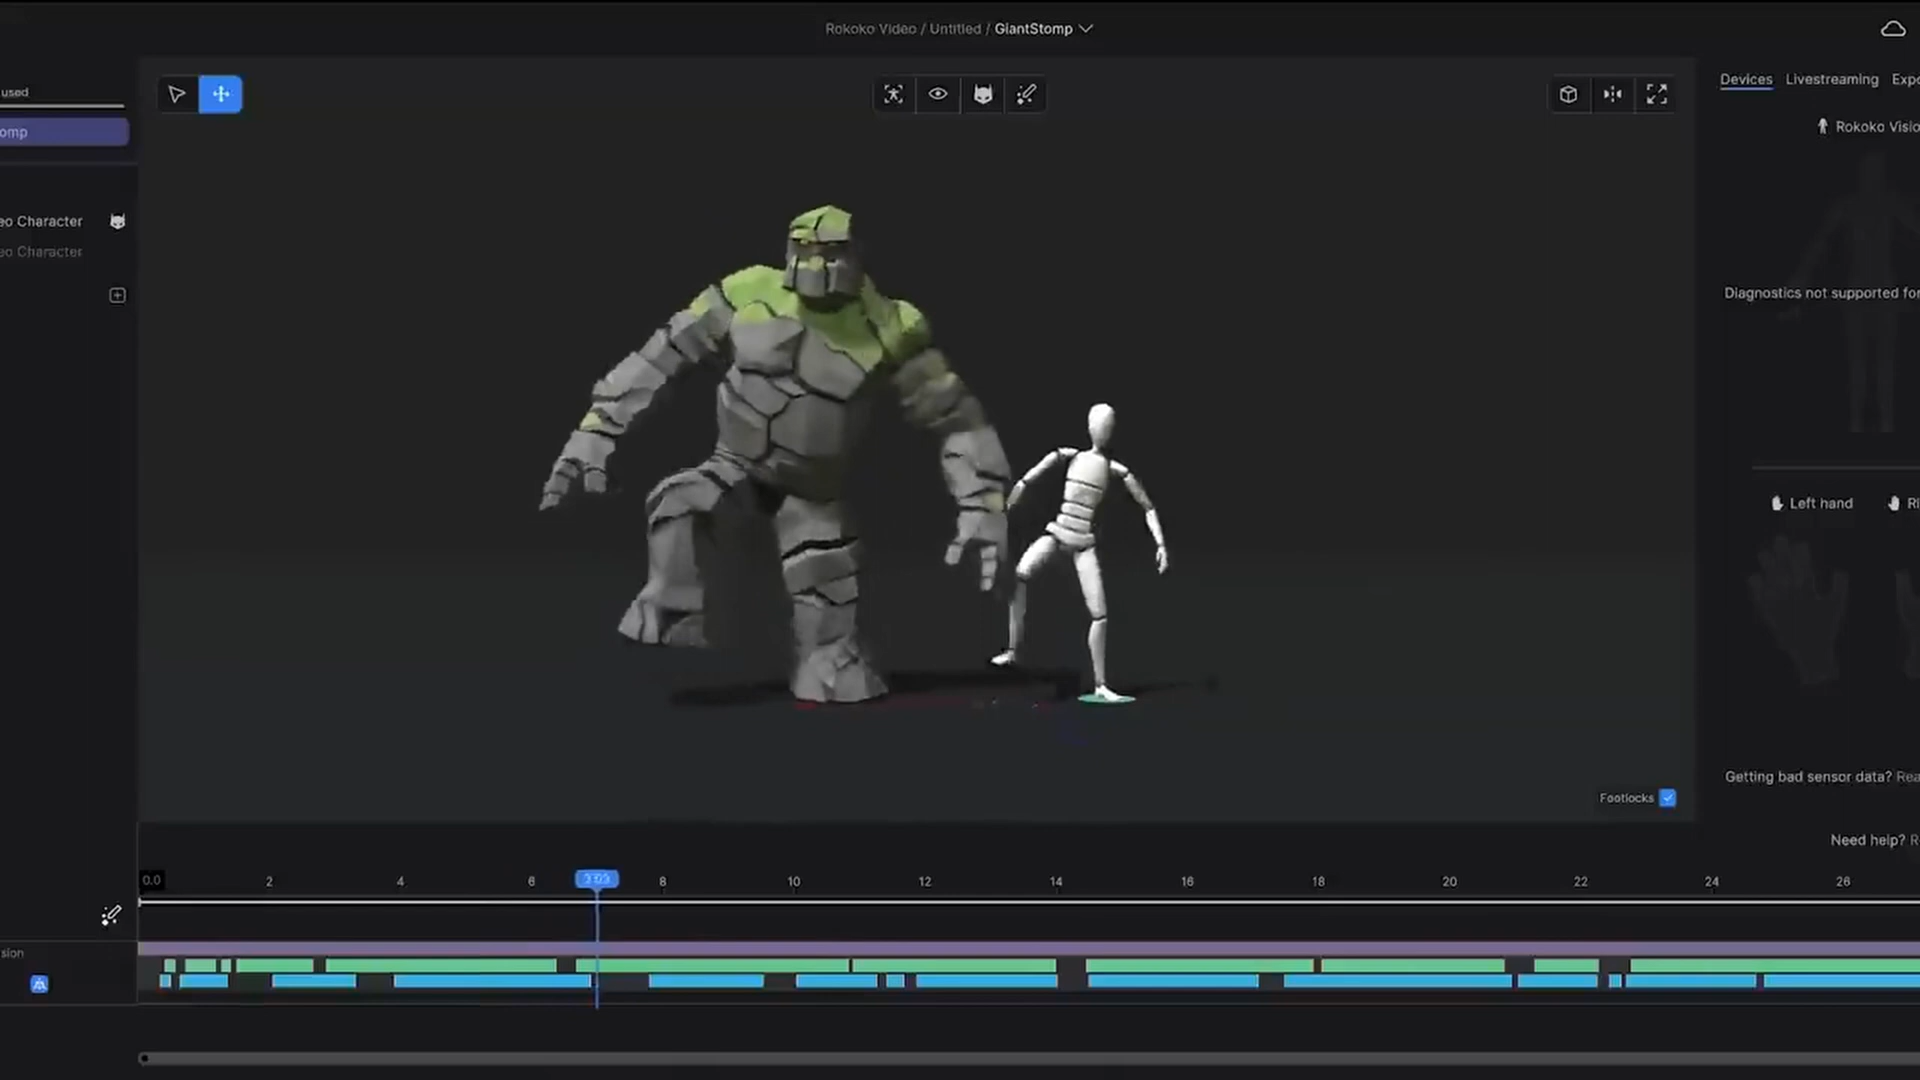 Rokoko Video / Untitled / GiantStomp
used
omp
eo Character
eo Character
Devices Livestreaming Expo
Rokoko Visio
Diagnostics not supported for
Left hand Ri
Getting bad sensor data? Rea
Footlocks
Need help? R
0.0 2 4 6 8 10 12 14 16 18 20 22 24 26
sion